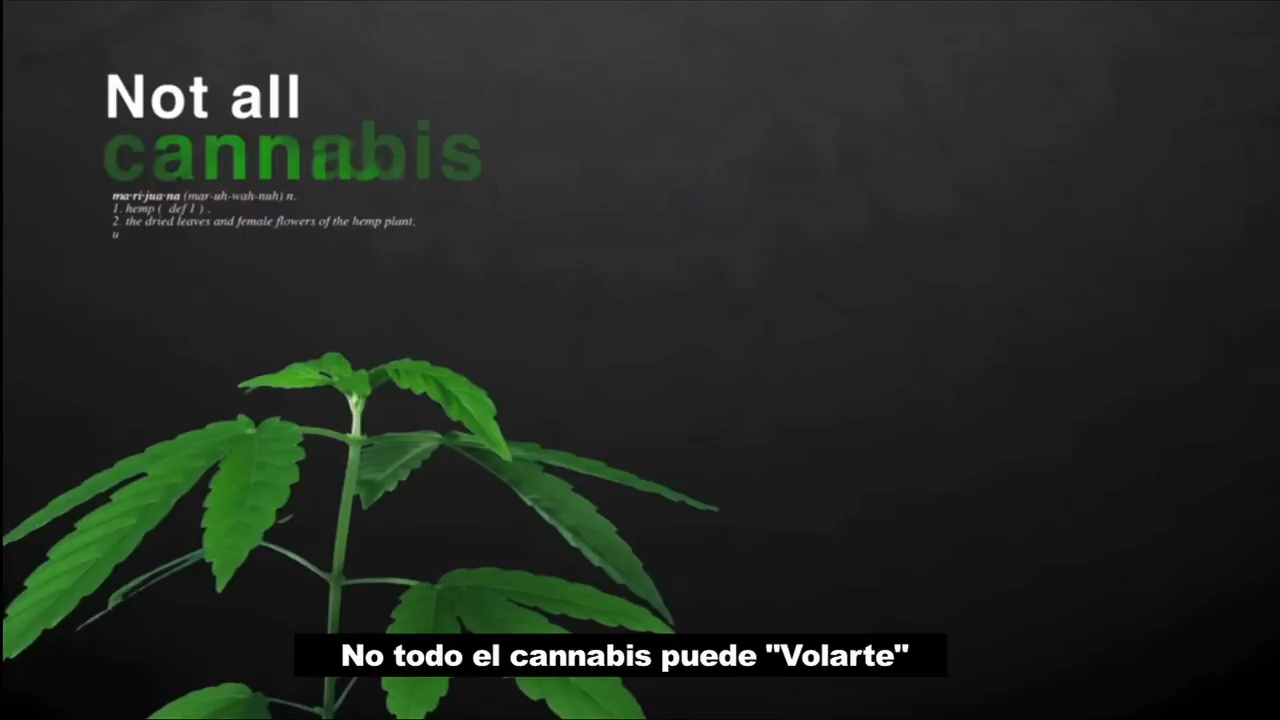 Not all
cannabis
ma·ri·jua·na (mar-uh-wah-nuh) n.
1. hemp ( def 1 ) .
2. the dried leaves and female flowers of the hemp plant,
u
No todo el cannabis puede "Volarte"